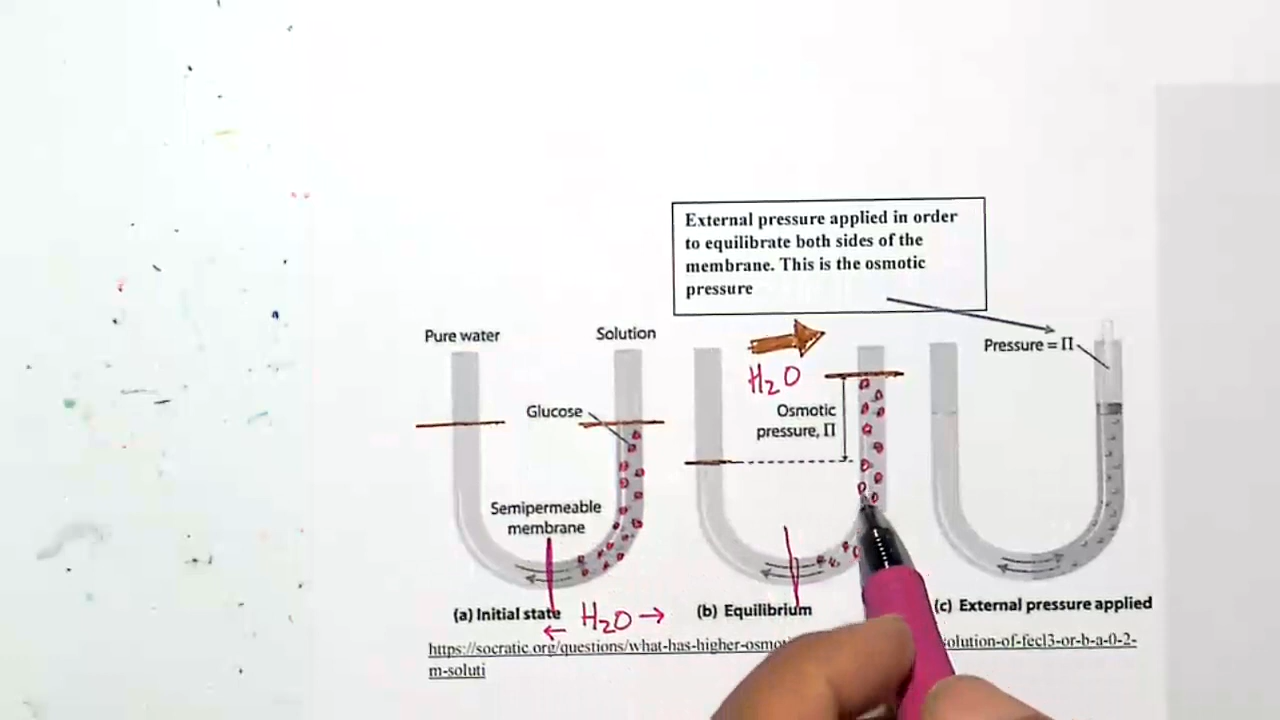 External pressure applied in order
to equilibrate both sides of the
membrane. This is the osmotic
pressure
Pure water
Solution
Glucose
Semipermeable
membrane
(a) Initial state
← H₂O →
H₂O
Osmotic
pressure, Π
(b) Equilibrium
Pressure = Π
(c) External pressure applied
https://socratic.org/questions/what-has-higher-osmo
olution-of-fecl3-or-b-a-0-2-
m-soluti